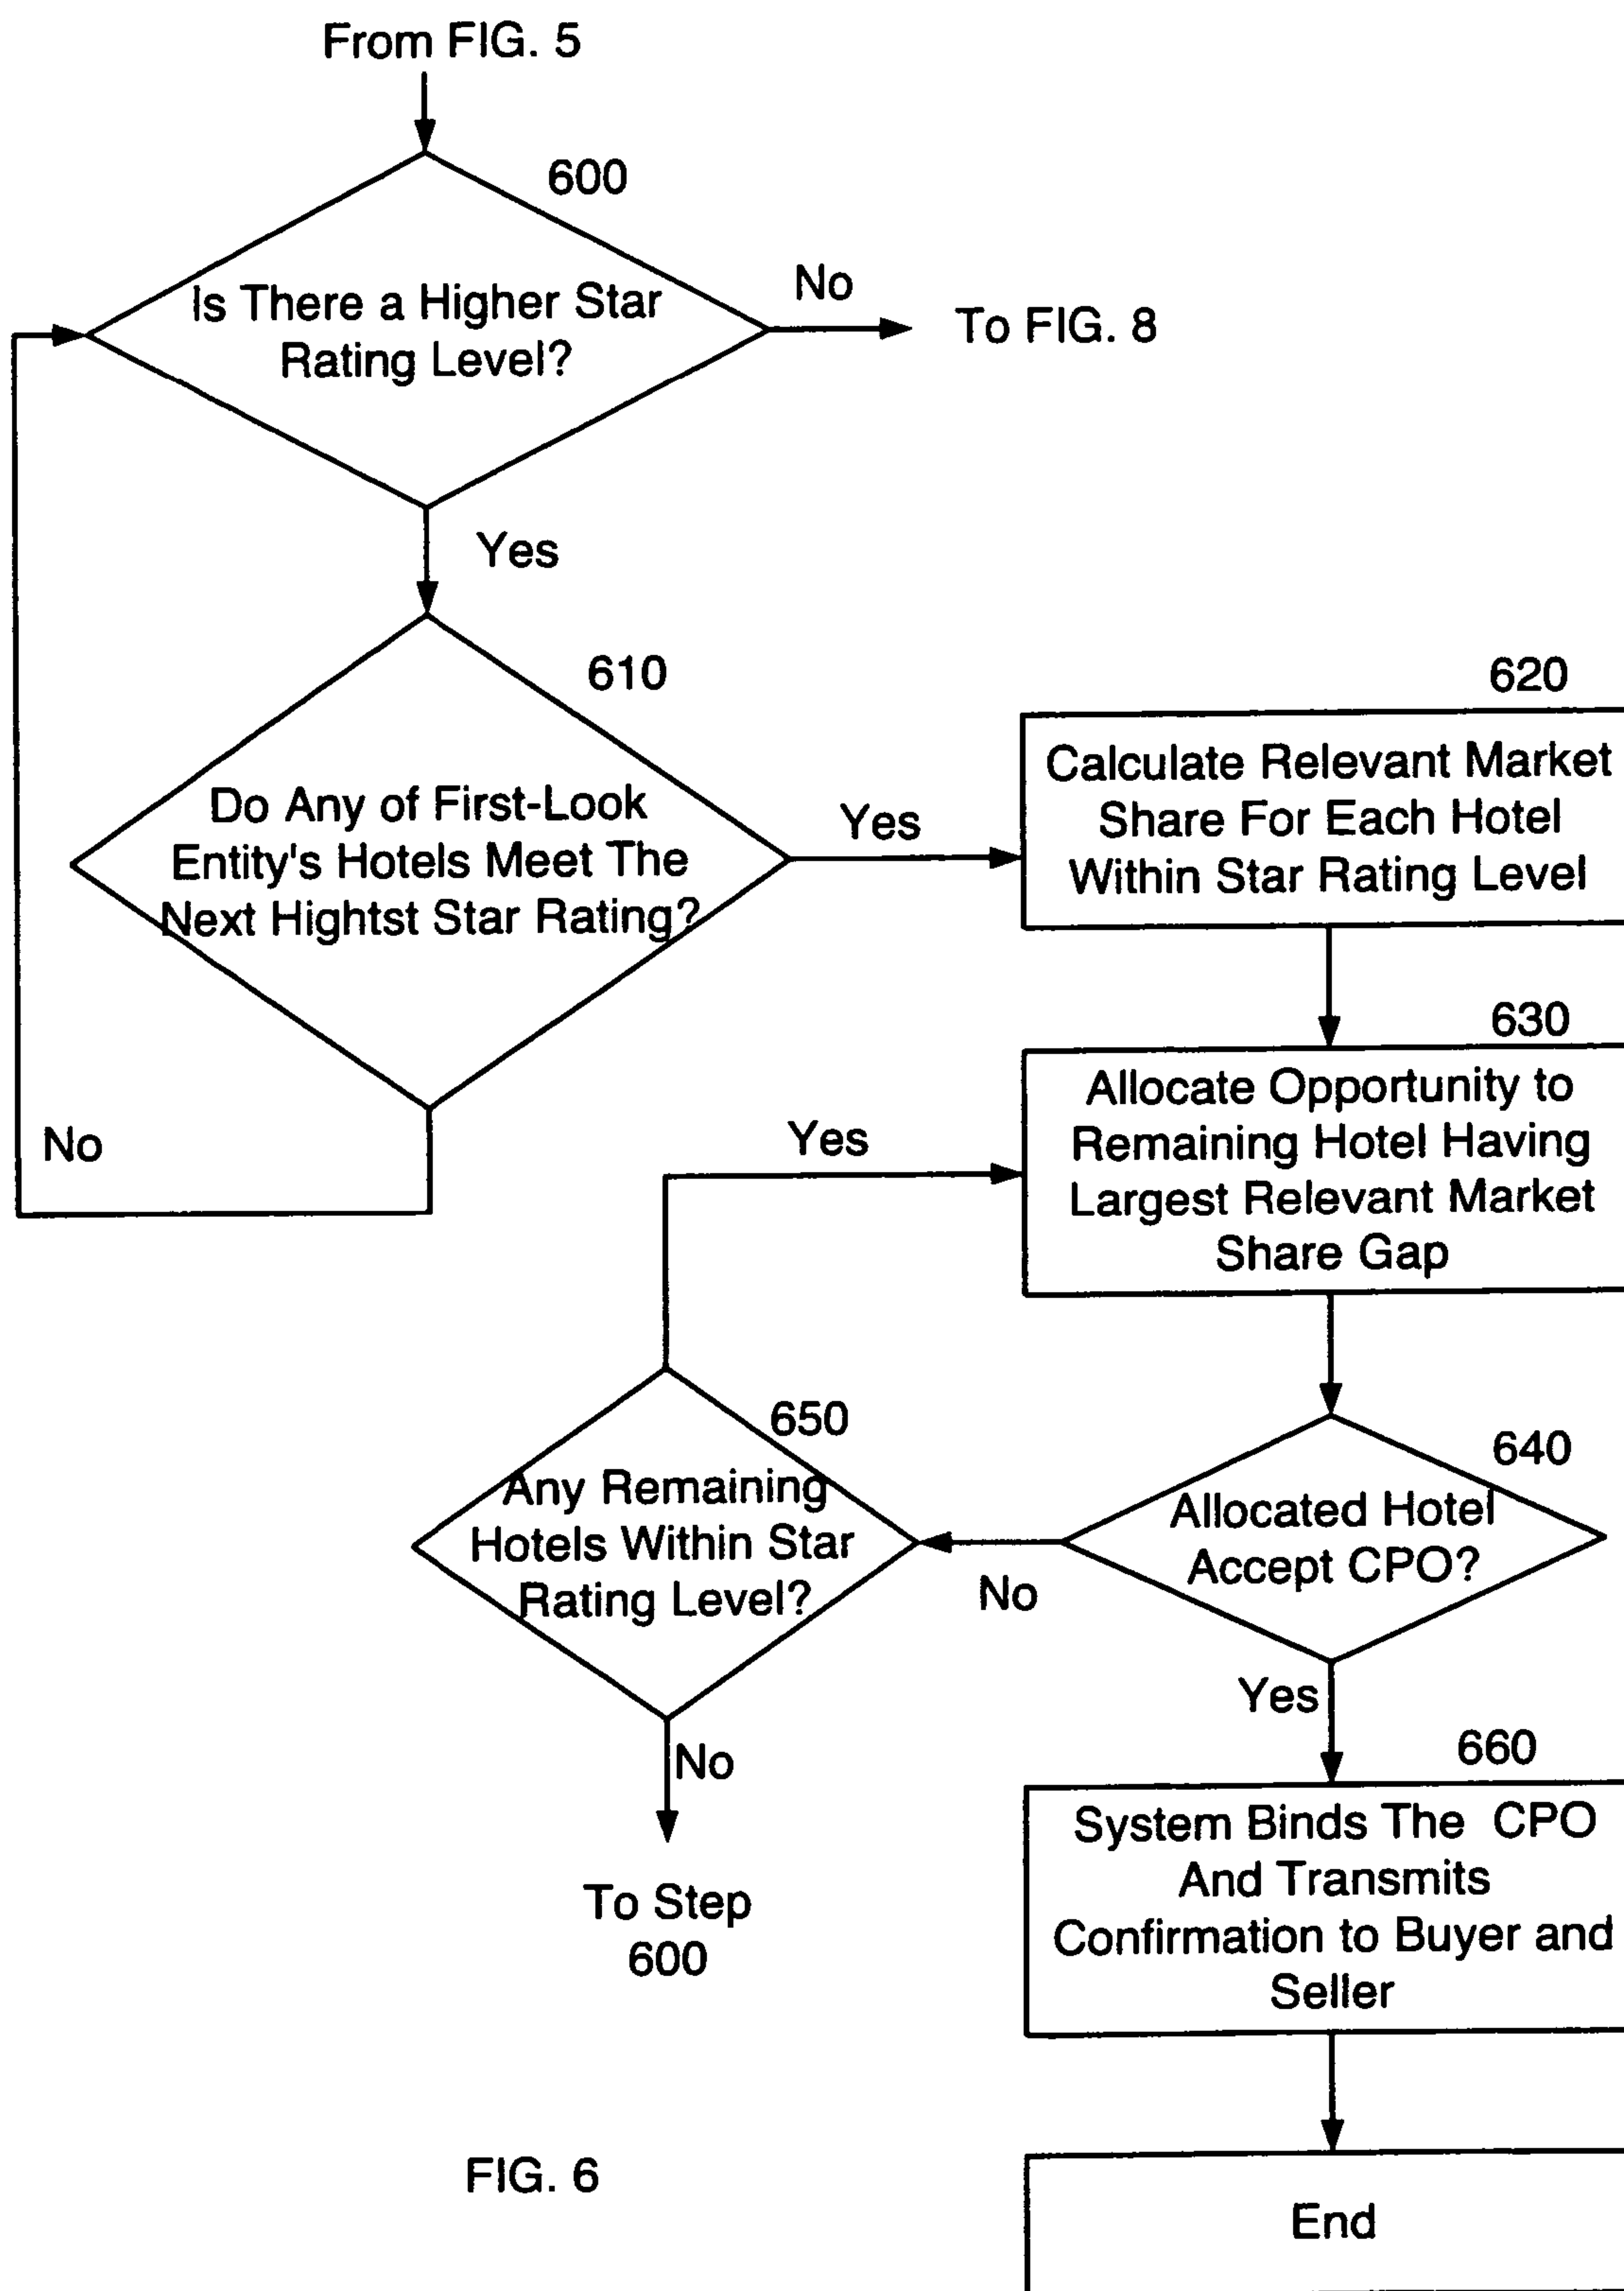 From FIG. 5
600
Is There a Higher Star
Rating Level?
No
To FIG. 8
Yes
610
Do Any of First-Look
Entity's Hotels Meet The
Next Hightst Star Rating?
Yes
No
620
Calculate Relevant Market
Share For Each Hotel
Within Star Rating Level
630
Allocate Opportunity to
Remaining Hotel Having
Largest Relevant Market
Share Gap
Yes
650
Any Remaining
Hotels Within Star
Rating Level?
640
Allocated Hotel
Accept CPO?
No
Yes
No
To Step
600
660
System Binds The CPO
And Transmits
Confirmation to Buyer and
Seller
FIG. 6
End